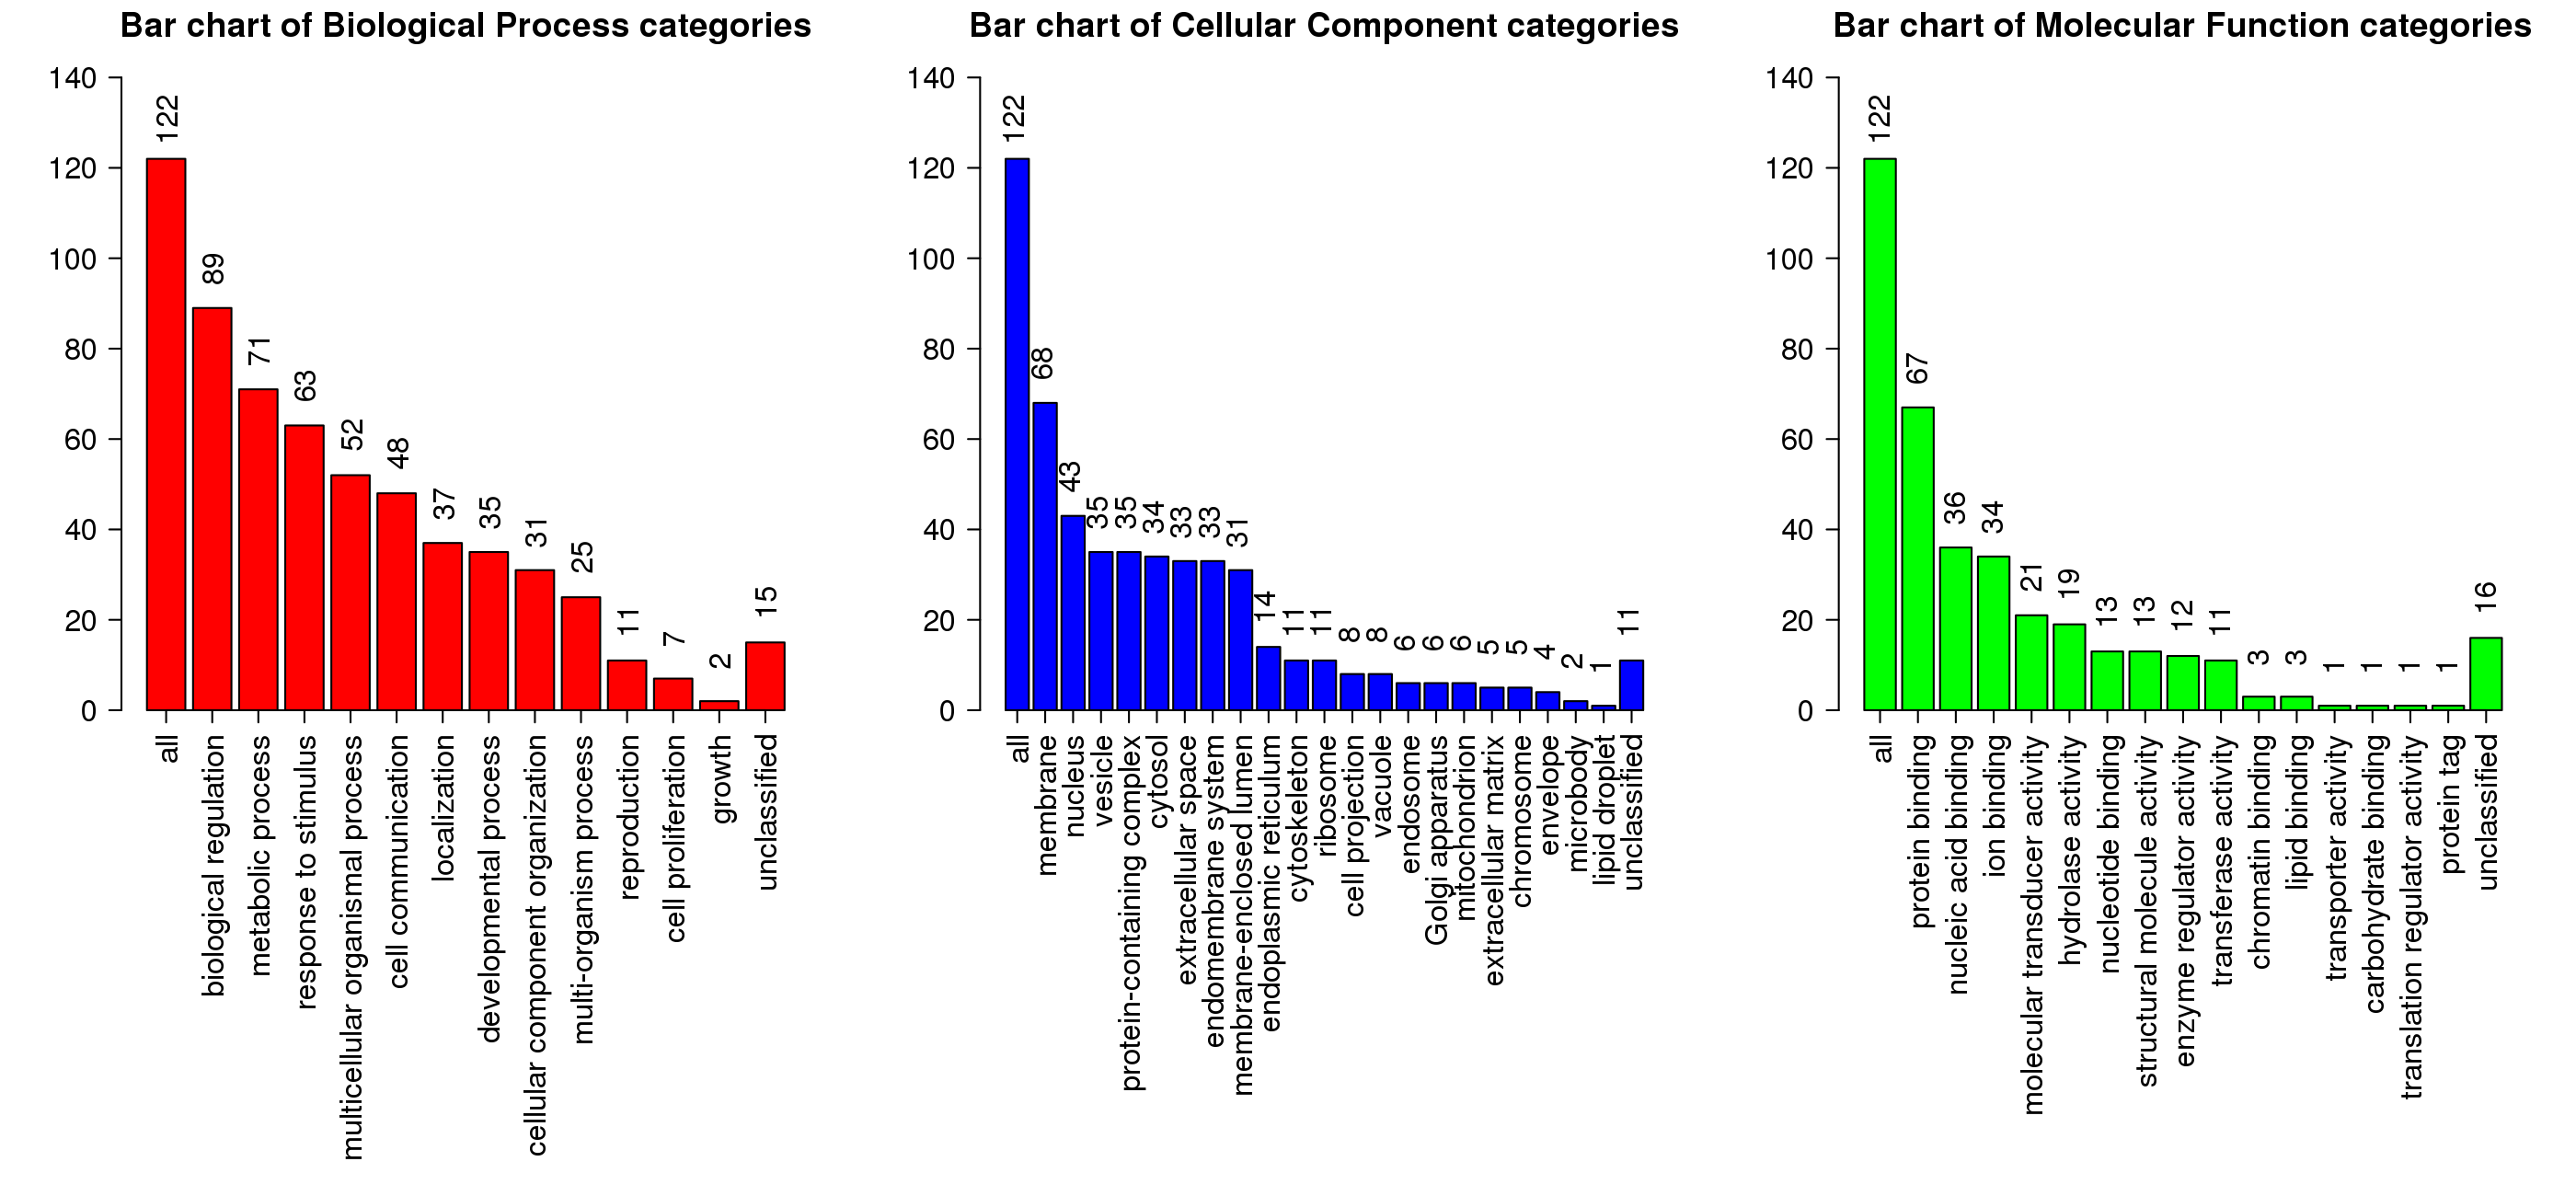 Bar chart of Biological Process categories
140
120
100
80
60
40
20
0
122
89
71
63
52
48
37
35
31
25
11
7
2
15
all
biological regulation
metabolic process
response to stimulus
multicellular organismal process
cell communication
localization
developmental process
cellular component organization
multi-organism process
reproduction
cell proliferation
growth
unclassified
Bar chart of Cellular Component categories
140
120
100
80
60
40
20
0
122
68
43
35
35
34
33
33
31
14
11
11
8
8
6
6
6
5
5
4
2
1
11
all
membrane
nucleus
vesicle
protein-containing complex
cytosol
extracellular space
endomembrane system
membrane-enclosed lumen
endoplasmic reticulum
cytoskeleton
ribosome
cell projection
vacuole
endosome
Golgi apparatus
mitochondrion
extracellular matrix
chromosome
envelope
microbody
lipid droplet
unclassified
Bar chart of Molecular Function categories
140
120
100
80
60
40
20
0
122
67
36
34
21
19
13
13
12
11
3
3
1
1
1
1
16
all
protein binding
nucleic acid binding
ion binding
molecular transducer activity
hydrolase activity
nucleotide binding
structural molecule activity
enzyme regulator activity
transferase activity
chromatin binding
lipid binding
transporter activity
carbohydrate binding
translation regulator activity
protein tag
unclassified